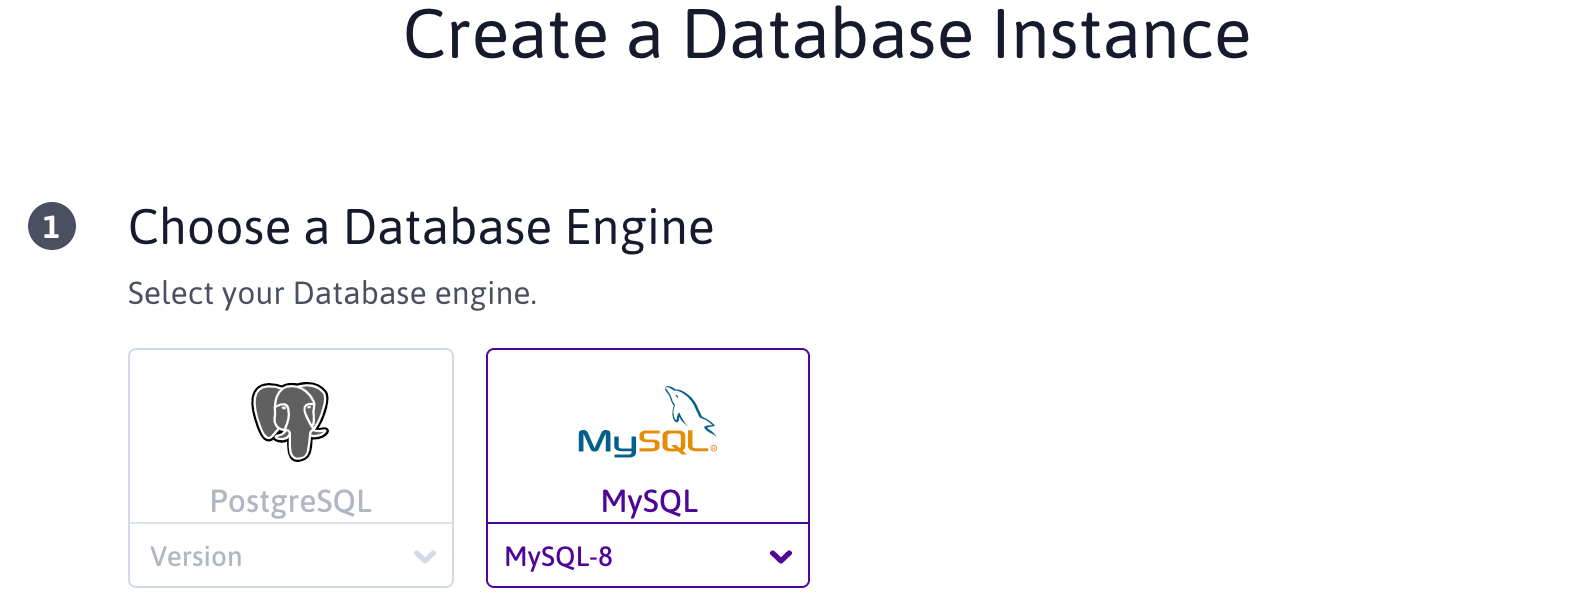 Create a Database Instance
1 Choose a Database Engine
Select your Database engine.
MySQL®
PostgreSQL MySQL
Version MySQL-8